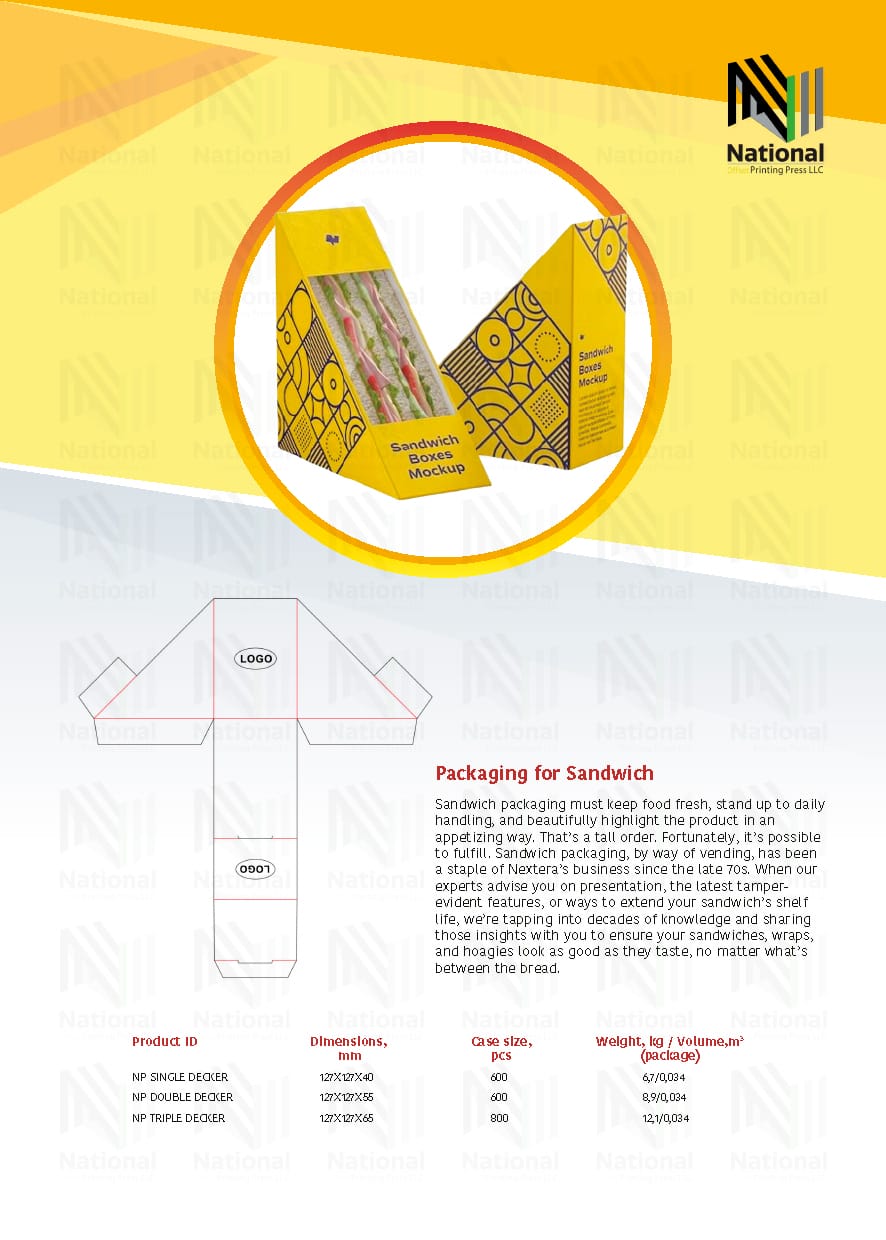 National
Offset Printing Press LLC
Sandwich
Boxes
Mockup
Sandwich
Boxes
Mockup
LOGO
LOGO
Packaging for Sandwich
Sandwich packaging must keep food fresh, stand up to daily
handling, and beautifully highlight the product in an
appetizing way. That’s a tall order. Fortunately, it’s possible
to fulfill. Sandwich packaging, by way of vending, has been
a staple of Nextera’s business since the late 70s. When our
experts advise you on presentation, the latest tamper-
evident features, or ways to extend your sandwich’s shelf
life, we’re tapping into decades of knowledge and sharing
those insights with you to ensure your sandwiches, wraps,
and hoagies look as good as they taste, no matter what’s
between the bread.
Product ID Dimensions, mm Case size, pcs Weight, kg / Volume,m³ (package)
NP SINGLE DECKER 127X127X40 600 6,7/0,034
NP DOUBLE DECKER 127X127X55 600 8,9/0,034
NP TRIPLE DECKER 127X127X65 800 12,1/0,034